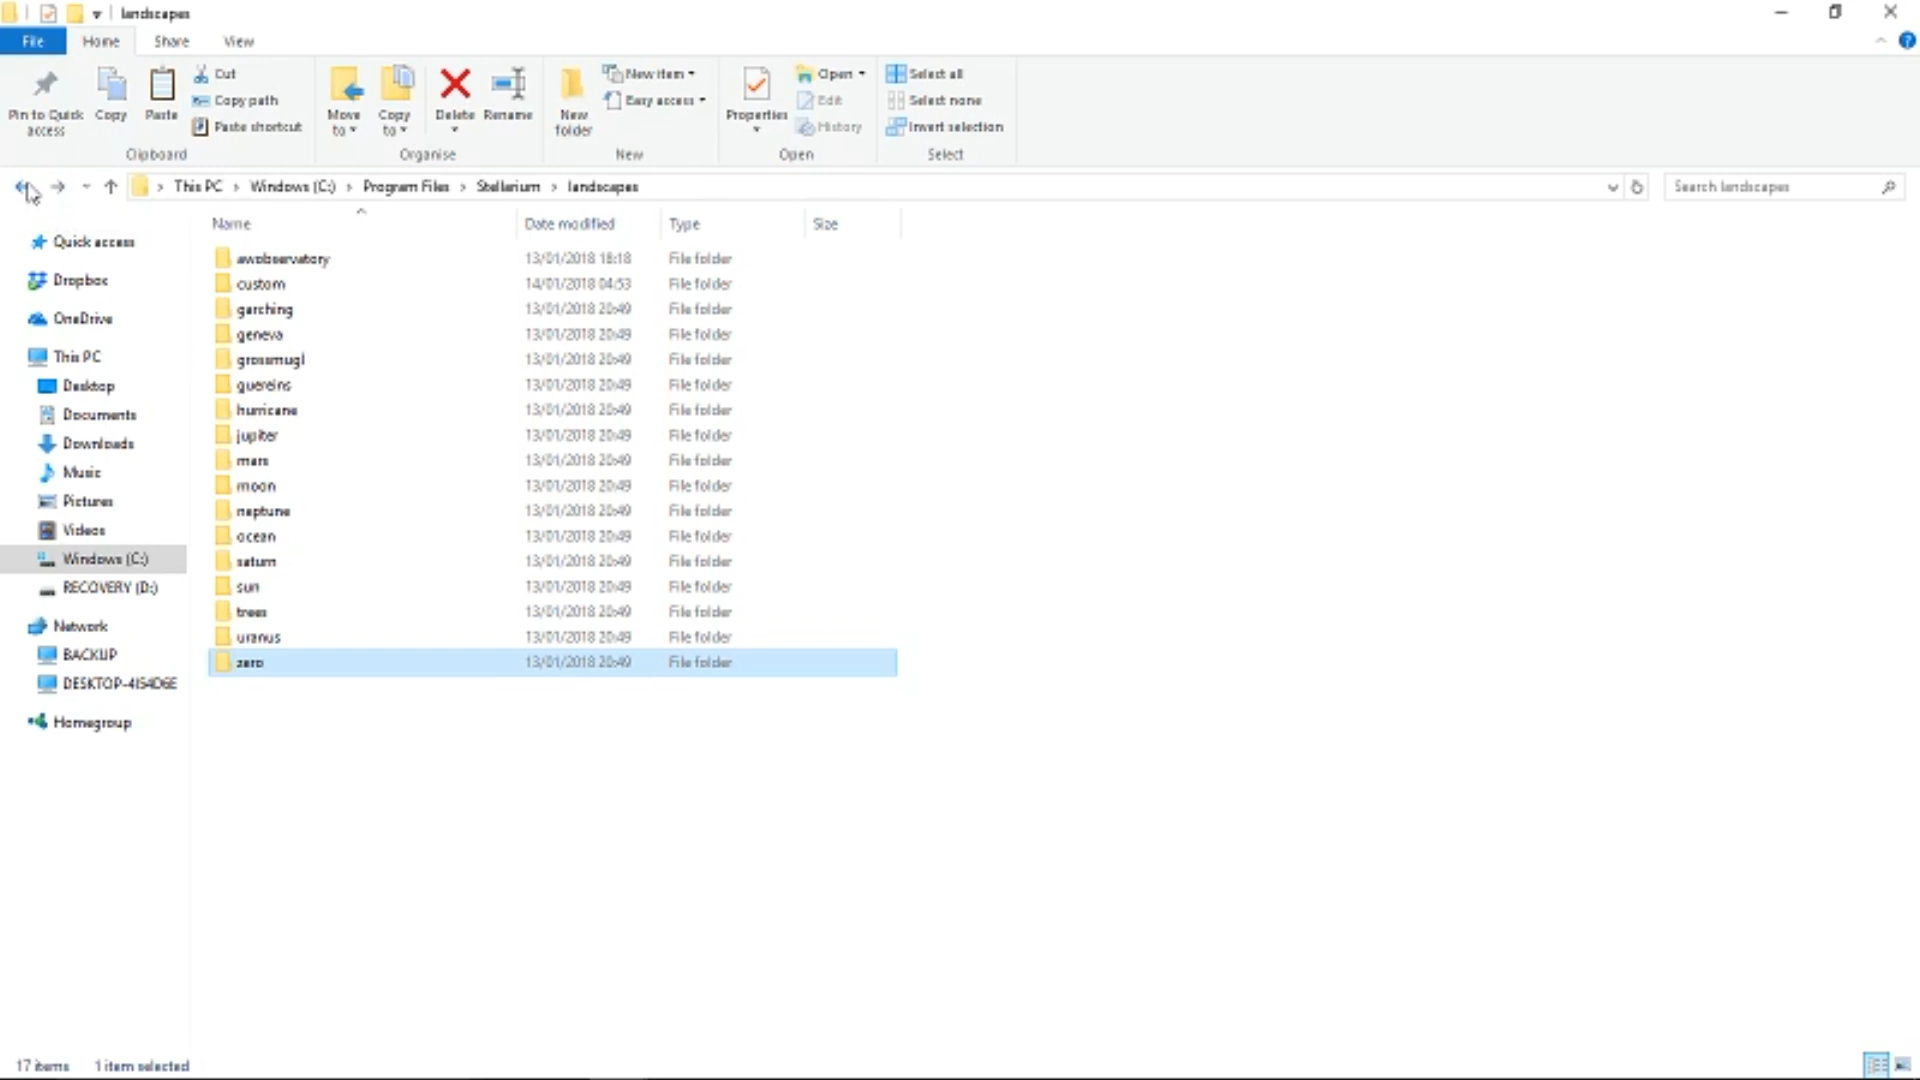 landscapes
File Home Share View
Pin to Quick access
Copy
Paste
Cut
Copy path
Paste shortcut
Clipboard
Move to
Copy to
Delete
Rename
Organise
New folder
New item
Easy access
New
Properties
Open
Edit
History
Open
Select all
Select none
Invert selection
Select
This PC > Windows (C:) > Program Files > Stellarium > landscapes
Search landscapes
Name Date modified Type Size
Quick access
Dropbox
OneDrive
This PC
Desktop
Documents
Downloads
Music
Pictures
Videos
Windows (C:)
RECOVERY (D:)
Network
BACKUP
DESKTOP-4I54D6E
Homegroup
awobservatory 13/01/2018 18:18 File folder
custom 14/01/2018 04:53 File folder
garching 13/01/2018 20:49 File folder
geneva 13/01/2018 20:49 File folder
grossmugl 13/01/2018 20:49 File folder
guereins 13/01/2018 20:49 File folder
hurricane 13/01/2018 20:49 File folder
jupiter 13/01/2018 20:49 File folder
mars 13/01/2018 20:49 File folder
moon 13/01/2018 20:49 File folder
neptune 13/01/2018 20:49 File folder
ocean 13/01/2018 20:49 File folder
saturn 13/01/2018 20:49 File folder
sun 13/01/2018 20:49 File folder
trees 13/01/2018 20:49 File folder
uranus 13/01/2018 20:49 File folder
zero 13/01/2018 20:49 File folder
17 items 1 item selected